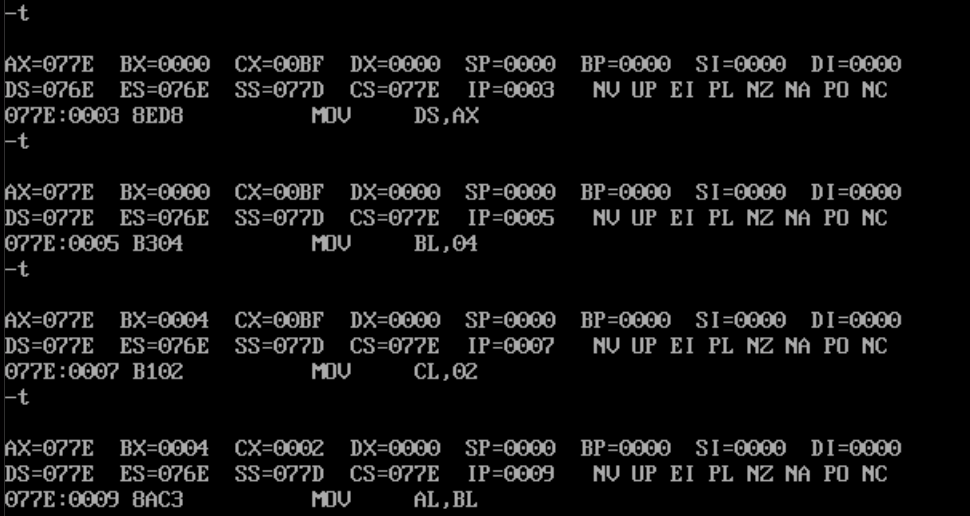 -t
AX=077E BX=0000 CX=00BF DX=0000 SP=0000 BP=0000 SI=0000 DI=0000
DS=076E ES=076E SS=077D CS=077E IP=0003 NV UP EI PL NZ NA PO NC
077E:0003 8ED8 MOV DS,AX
-t
AX=077E BX=0000 CX=00BF DX=0000 SP=0000 BP=0000 SI=0000 DI=0000
DS=077E ES=076E SS=077D CS=077E IP=0005 NV UP EI PL NZ NA PO NC
077E:0005 B304 MOV BL,04
-t
AX=077E BX=0004 CX=00BF DX=0000 SP=0000 BP=0000 SI=0000 DI=0000
DS=077E ES=076E SS=077D CS=077E IP=0007 NV UP EI PL NZ NA PO NC
077E:0007 B102 MOV CL,02
-t
AX=077E BX=0004 CX=0002 DX=0000 SP=0000 BP=0000 SI=0000 DI=0000
DS=077E ES=076E SS=077D CS=077E IP=0009 NV UP EI PL NZ NA PO NC
077E:0009 8AC3 MOV AL,BL